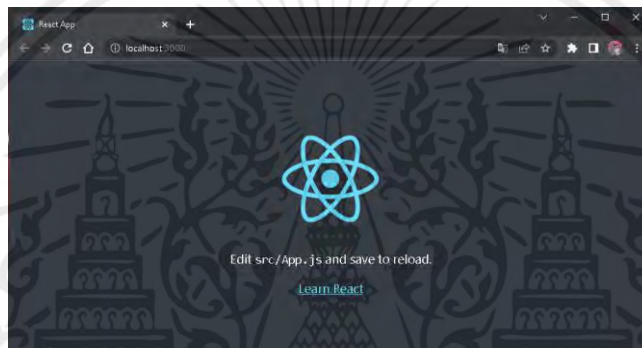 React App
localhost:3000
Edit src/App.js and save to reload.
Learn React